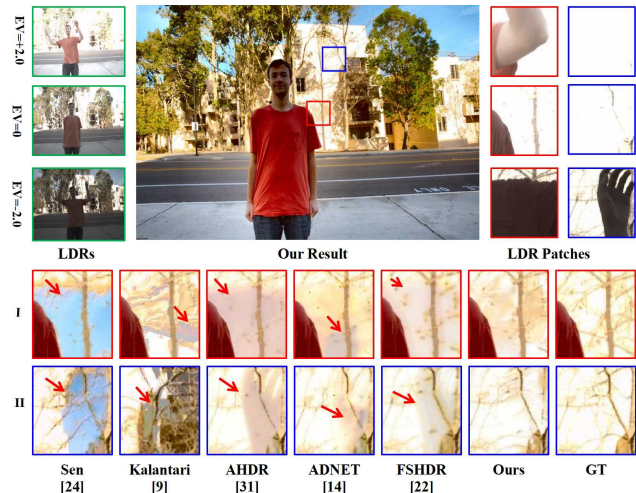 EV=+2.0
EV=0
EV=-2.0
LDRs
Our Result
LDR Patches
I
II
Sen
[24]
Kalantari
[9]
AHDR
[31]
ADNET
[14]
FSHDR
[22]
Ours
GT